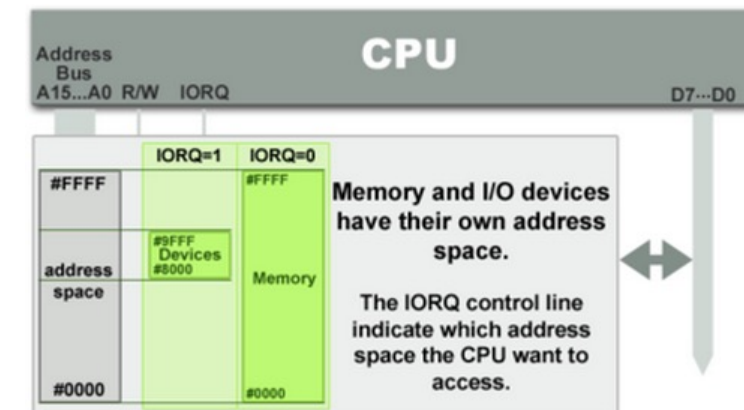 CPU
Address
Bus
A15...A0 R/W IORQ
D7...D0
IORQ=1 IORQ=0
#FFFF
#FFFF
#9FFF
Devices
#8000
address
space
Memory
#0000
#0000
Memory and I/O devices
have their own address
space.
The IORQ control line
indicate which address
space the CPU want to
access.